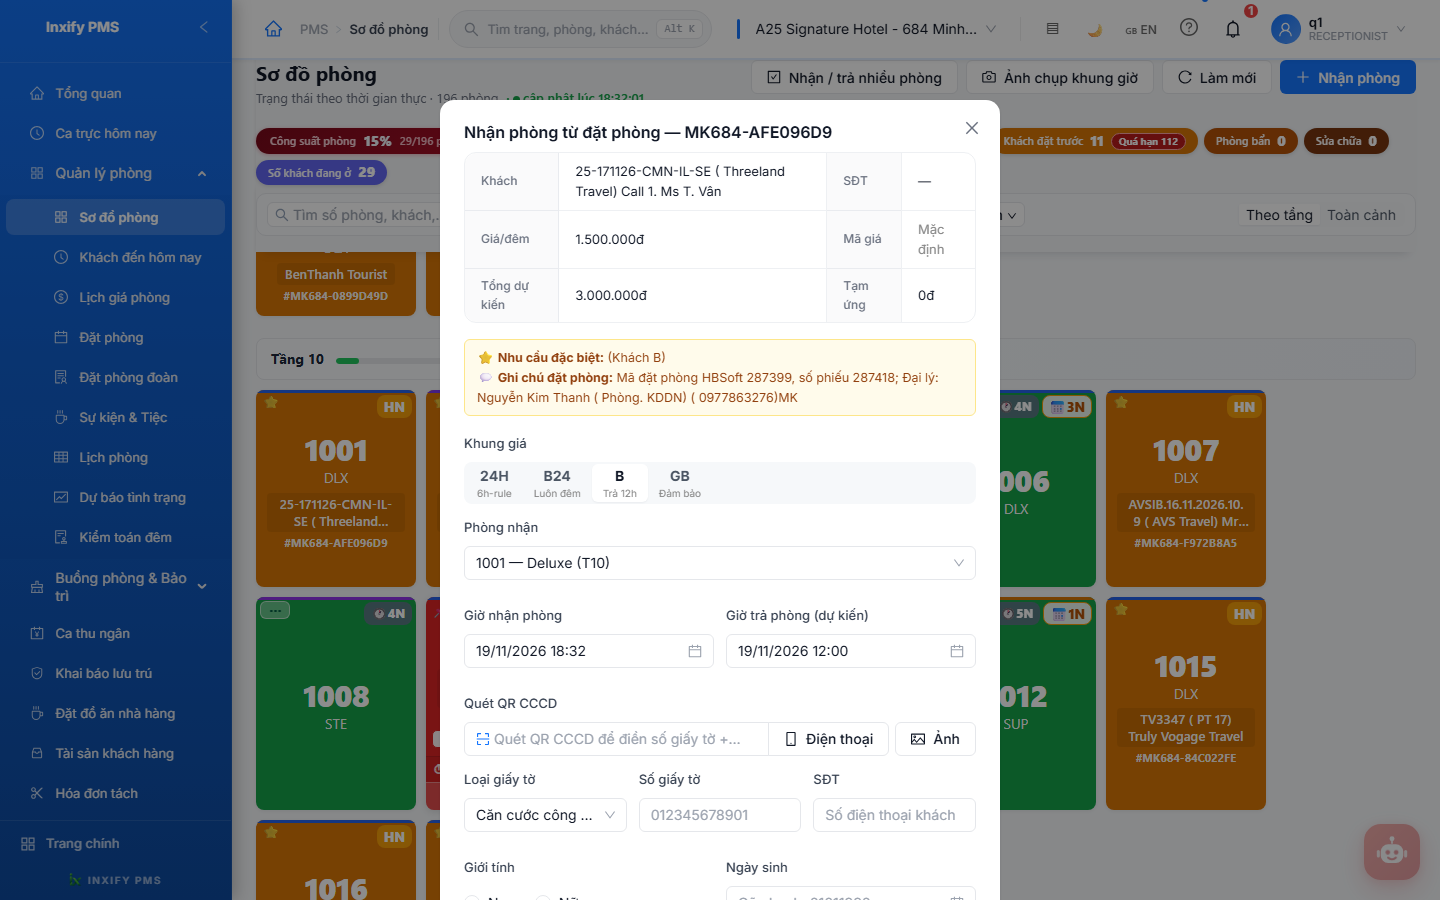 Inxify PMS
PMS
Sơ đồ phòng
Tìm trang, phòng, khách...
Alt K
A25 Signature Hotel - 684 Minh...
GB EN
1
q1
RECEPTIONIST
Tổng quan
Ca trực hôm nay
Quản lý phòng
Sơ đồ phòng
Khách đến hôm nay
Lịch giá phòng
Đặt phòng
Đặt phòng đoàn
Sự kiện & Tiệc
Lịch phòng
Dự báo tình trạng
Kiểm toán đêm
Buồng phòng & Bảo trì
Ca thu ngân
Khai báo lưu trú
Đặt đồ ăn nhà hàng
Tài sản khách hàng
Hóa đơn tách
Trang chính
INXIFY PMS
Sơ đồ phòng
Trạng thái theo thời gian thực · 196 phòng · cập nhật lúc 18:32:01
Nhận / trả nhiều phòng
Ảnh chụp khung giờ
Làm mới
Nhận phòng
Công suất phòng 15% 29/196
Khách đặt trước 11 Quá hạn 112
Phòng bẩn 0
Sửa chữa 0
Số khách đang ở 29
Tìm số phòng, khách,
Theo tầng
Toàn cảnh
BenThanh Tourist
#MK684-0899D49D
Tầng 10
HN
1001
DLX
25-171126-CMN-IL-
SE ( Threeland...
#MK684-AFE096D9
4N
3N
006
DLX
HN
1007
DLX
AVSIB.16.11.2026.10.
9 ( AVS Travel) Mr...
#MK684-F972B8A5
4N
1008
STE
5N
1N
012
SUP
HN
1015
DLX
TV3347 ( PT 17)
Truly Vogage Travel
#MK684-84C022FE
HN
1016
Nhận phòng từ đặt phòng — MK684-AFE096D9
Khách
25-171126-CMN-IL-SE ( Threeland
Travel) Call 1. Ms T. Vân
SĐT
—
Giá/đêm
1.500.000đ
Mã giá
Mặc
định
Tổng dự
kiến
3.000.000đ
Tạm
ứng
0đ
Nhu cầu đặc biệt: (Khách B)
Ghi chú đặt phòng: Mã đặt phòng HBSoft 287399, số phiếu 287418; Đại lý:
Nguyễn Kim Thanh ( Phòng. KDDN) ( 0977863276)MK
Khung giá
24H
6h-rule
B24
Luôn đêm
B
Trả 12h
GB
Đảm bảo
Phòng nhận
1001 — Deluxe (T10)
Giờ nhận phòng
Giờ trả phòng (dự kiến)
19/11/2026 18:32
19/11/2026 12:00
Quét QR CCCD
Quét QR CCCD để điền số giấy tờ +...
Điện thoại
Ảnh
Loại giấy tờ
Số giấy tờ
SĐT
Căn cước công ...
012345678901
Số điện thoại khách
Giới tính
Ngày sinh